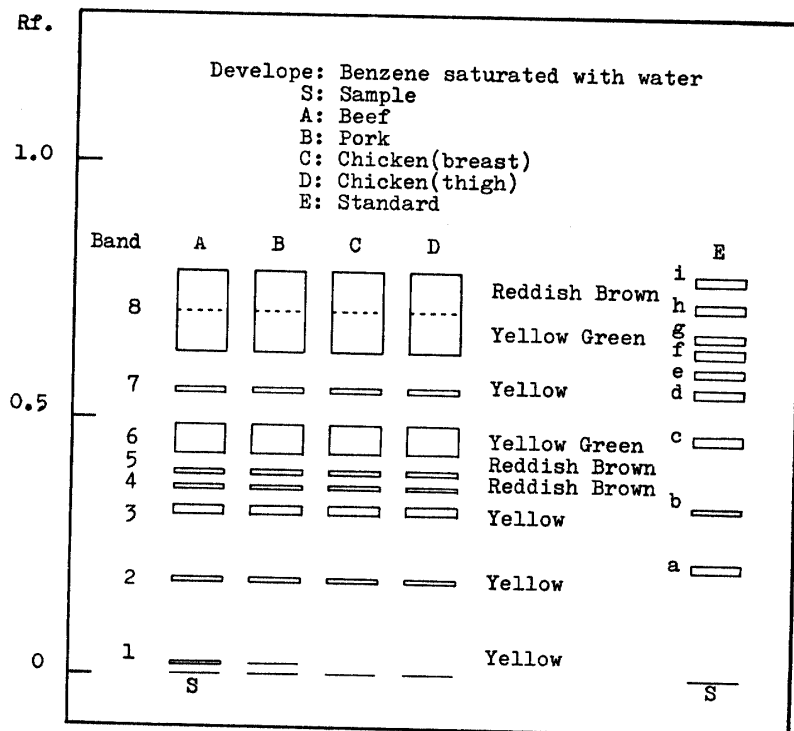 Rf.
Develope: Benzene saturated with water
S: Sample
A: Beef
B: Pork
1.0
C: Chicken(breast)
D: Chicken(thigh)
E: Standard
Band A B C D E
i
8 Reddish Brown
h
Yellow Green g
f
7 Yellow e
d
0.5
6 Yellow Green c
5 Reddish Brown
4 Reddish Brown
b
3 Yellow
a
2 Yellow
1 Yellow
0
S S